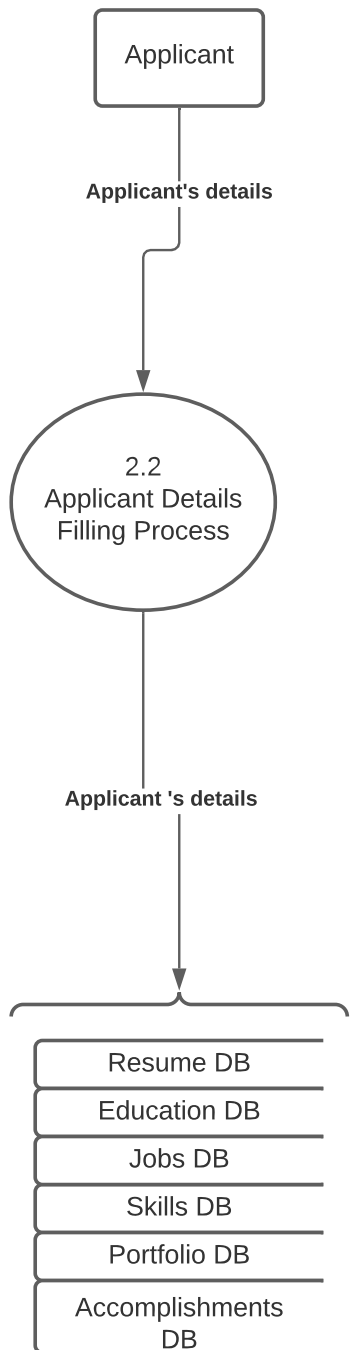 Applicant
Applicant's details
2.2
Applicant Details
Filling Process
Applicant 's details
Resume DB
Education DB
Jobs DB
Skills DB
Portfolio DB
Accomplishments
DB